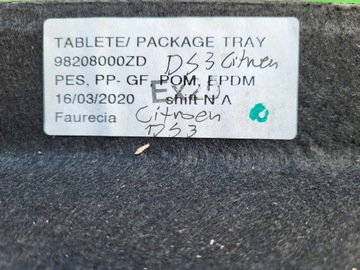 TABLETE/ PACKAGE TRAY
98208000ZD DS3 Citroen
PES, PP- GF, POM, EPDM
16/03/2020 shift N A
Faurecia Citroen
DS3